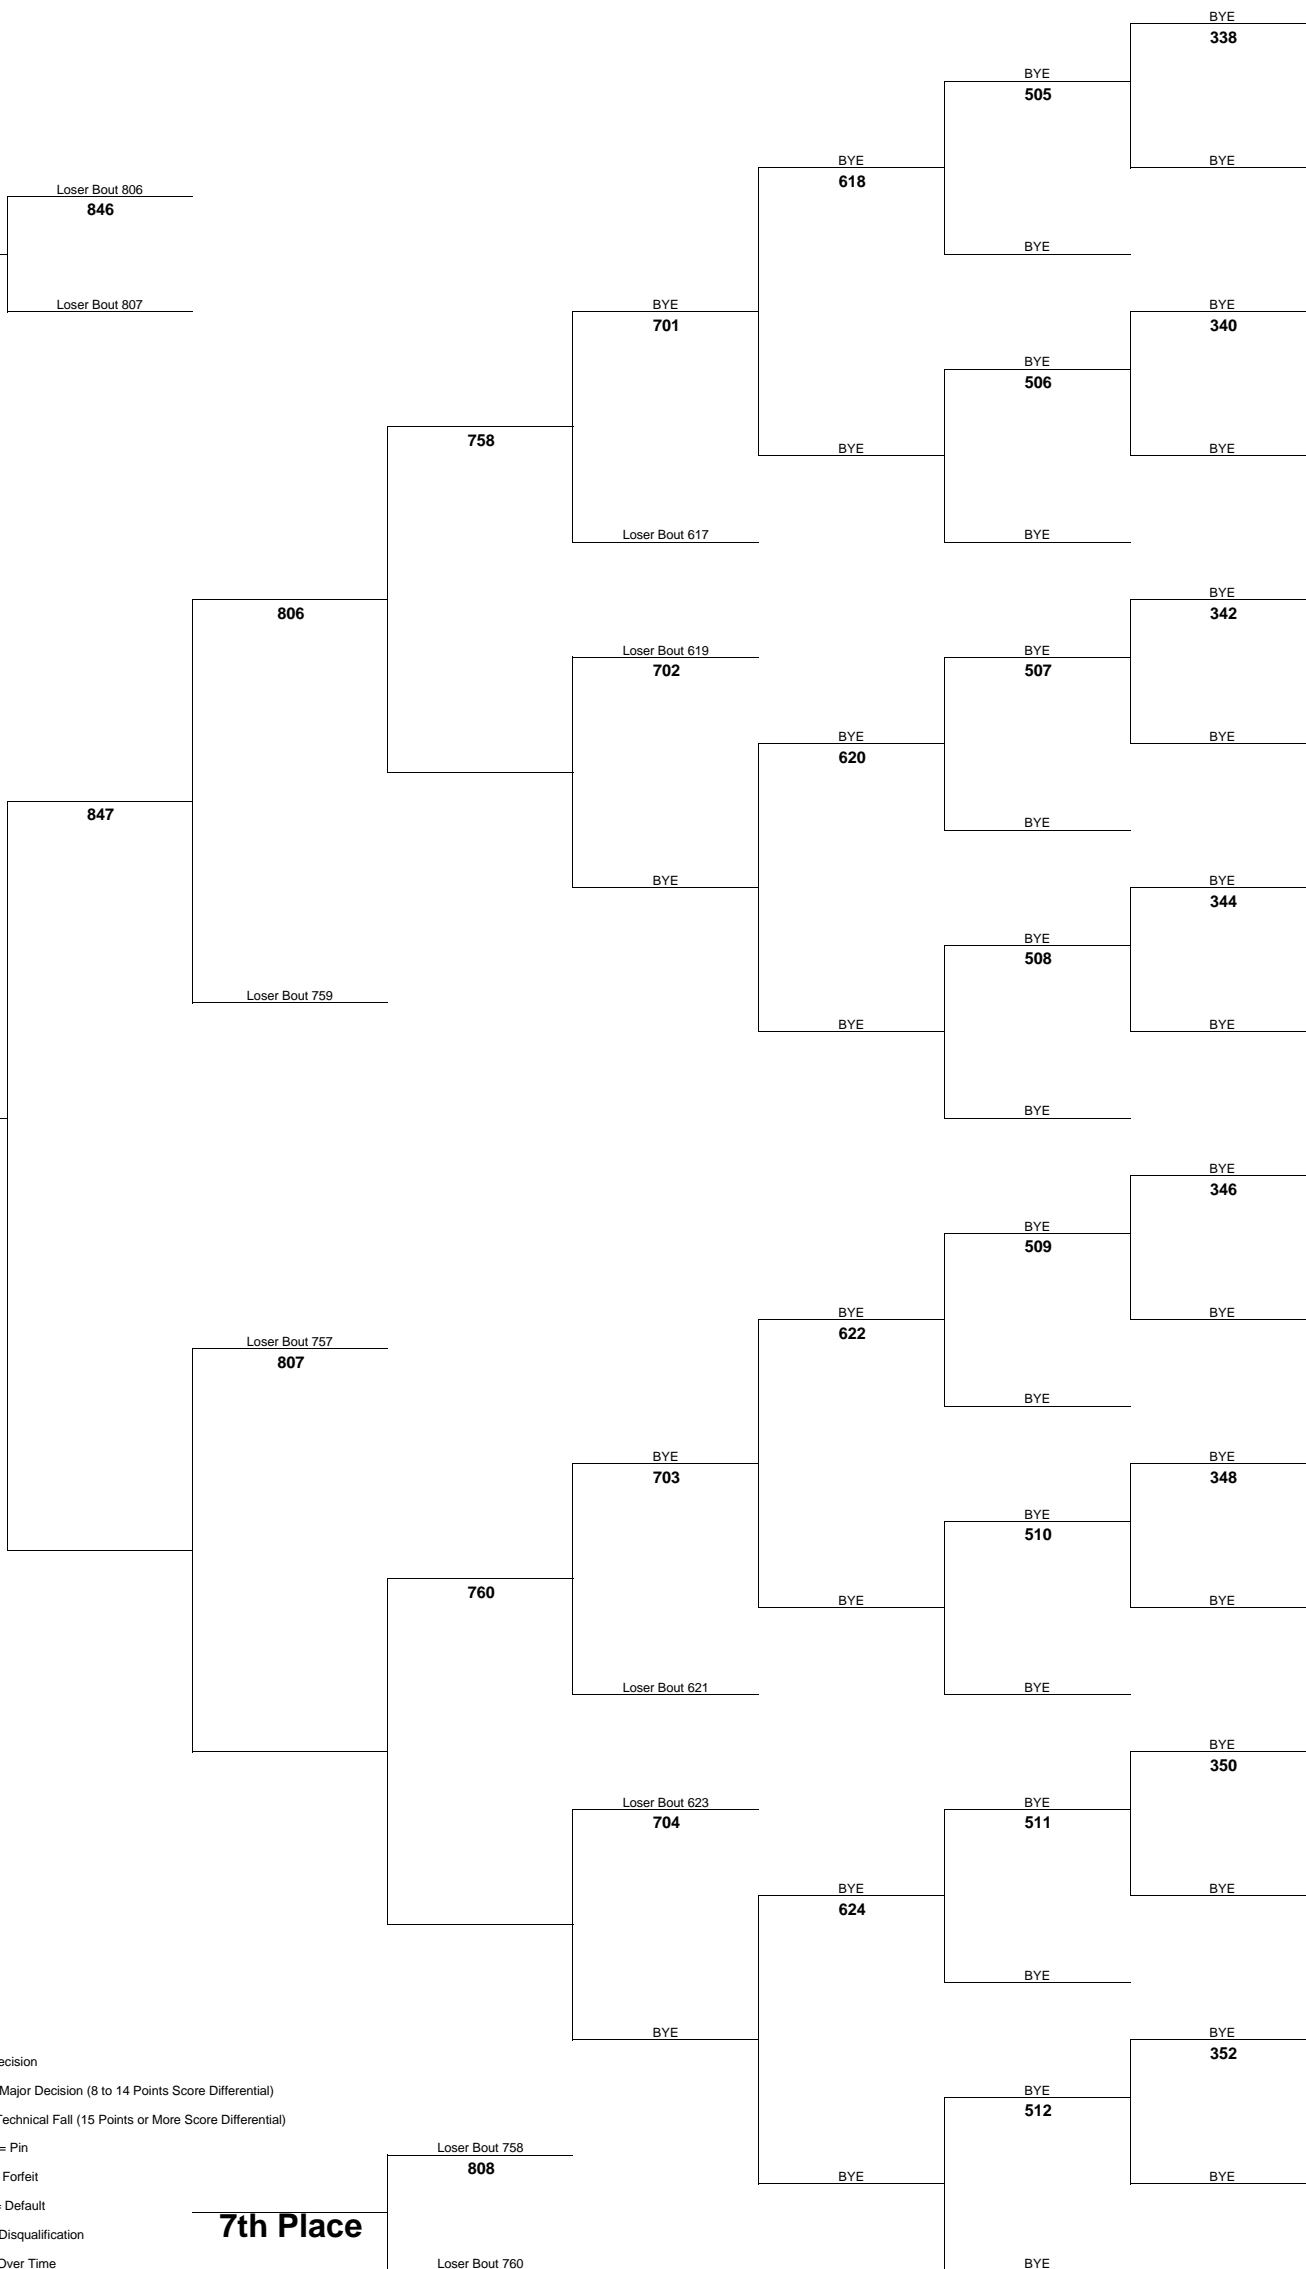 BYE
338
BYE
505
BYE
BYE
618
Loser Bout 806
846
BYE
Loser Bout 807
BYE
701
BYE
340
BYE
506
758
BYE
BYE
Loser Bout 617
BYE
BYE
342
806
Loser Bout 619
702
BYE
507
BYE
620
BYE
847
BYE
BYE
BYE
344
BYE
508
Loser Bout 759
BYE
BYE
BYE
BYE
346
BYE
509
BYE
622
BYE
Loser Bout 757
807
BYE
BYE
703
BYE
348
BYE
510
760
BYE
BYE
Loser Bout 621
BYE
BYE
350
Loser Bout 623
704
BYE
511
BYE
624
BYE
BYE
BYE
BYE
352
ecision
Major Decision (8 to 14 Points Score Differential)
BYE
512
Technical Fall (15 Points or More Score Differential)
= Pin
Loser Bout 758
808
Forfeit
BYE
BYE
= Default
7th Place
Disqualification
Over Time
Loser Bout 760
BYE